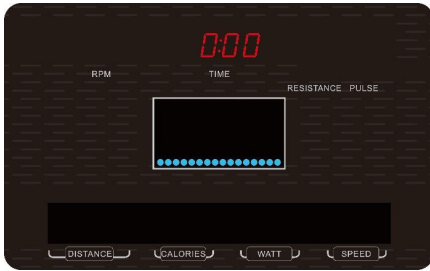 0:00
RPM TIME
RESISTANCE PULSE
DISTANCE CALORIES WATT SPEED